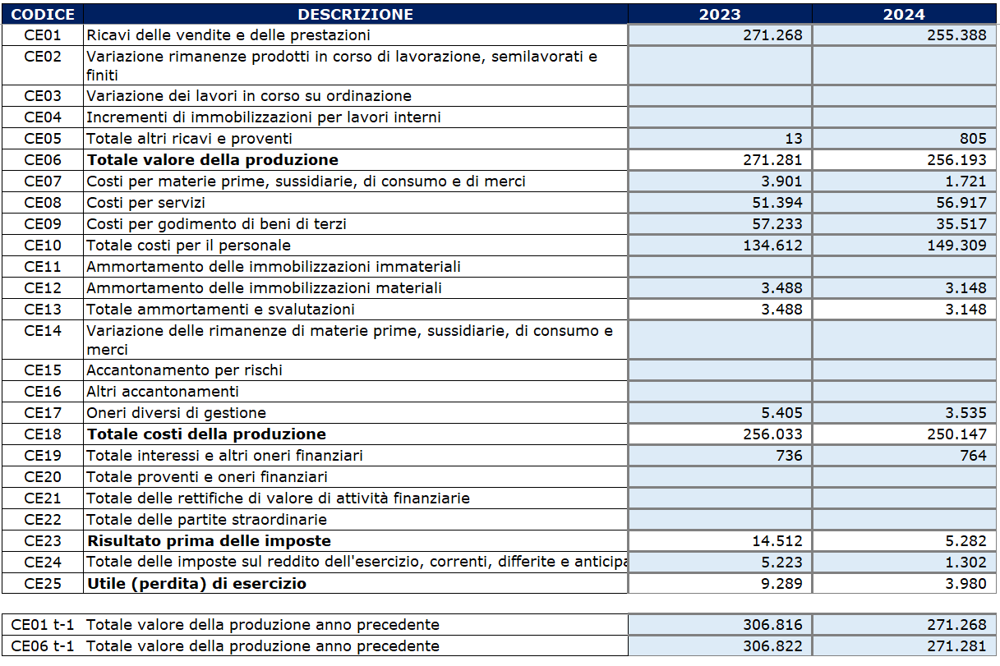 CODICE DESCRIZIONE 2023 2024
CE01 Ricavi delle vendite e delle prestazioni 271.268 255.388
CE02 Variazione rimanenze prodotti in corso di lavorazione, semilavorati e
finiti
CE03 Variazione dei lavori in corso su ordinazione
CE04 Incrementi di immobilizzazioni per lavori interni
CE05 Totale altri ricavi e proventi 13 805
CE06 Totale valore della produzione 271.281 256.193
CE07 Costi per materie prime, sussidiarie, di consumo e di merci 3.901 1.721
CE08 Costi per servizi 51.394 56.917
CE09 Costi per godimento di beni di terzi 57.233 35.517
CE10 Totale costi per il personale 134.612 149.309
CE11 Ammortamento delle immobilizzazioni immateriali
CE12 Ammortamento delle immobilizzazioni materiali 3.488 3.148
CE13 Totale ammortamenti e svalutazioni 3.488 3.148
CE14 Variazione delle rimanenze di materie prime, sussidiarie, di consumo e
merci
CE15 Accantonamento per rischi
CE16 Altri accantonamenti
CE17 Oneri diversi di gestione 5.405 3.535
CE18 Totale costi della produzione 256.033 250.147
CE19 Totale interessi e altri oneri finanziari 736 764
CE20 Totale proventi e oneri finanziari
CE21 Totale delle rettifiche di valore di attività finanziarie
CE22 Totale delle partite straordinarie
CE23 Risultato prima delle imposte 14.512 5.282
CE24 Totale delle imposte sul reddito dell'esercizio, correnti, differite e anticipa 5.223 1.302
CE25 Utile (perdita) di esercizio 9.289 3.980
CE01 t-1 Totale valore della produzione anno precedente 306.816 271.268
CE06 t-1 Totale valore della produzione anno precedente 306.822 271.281